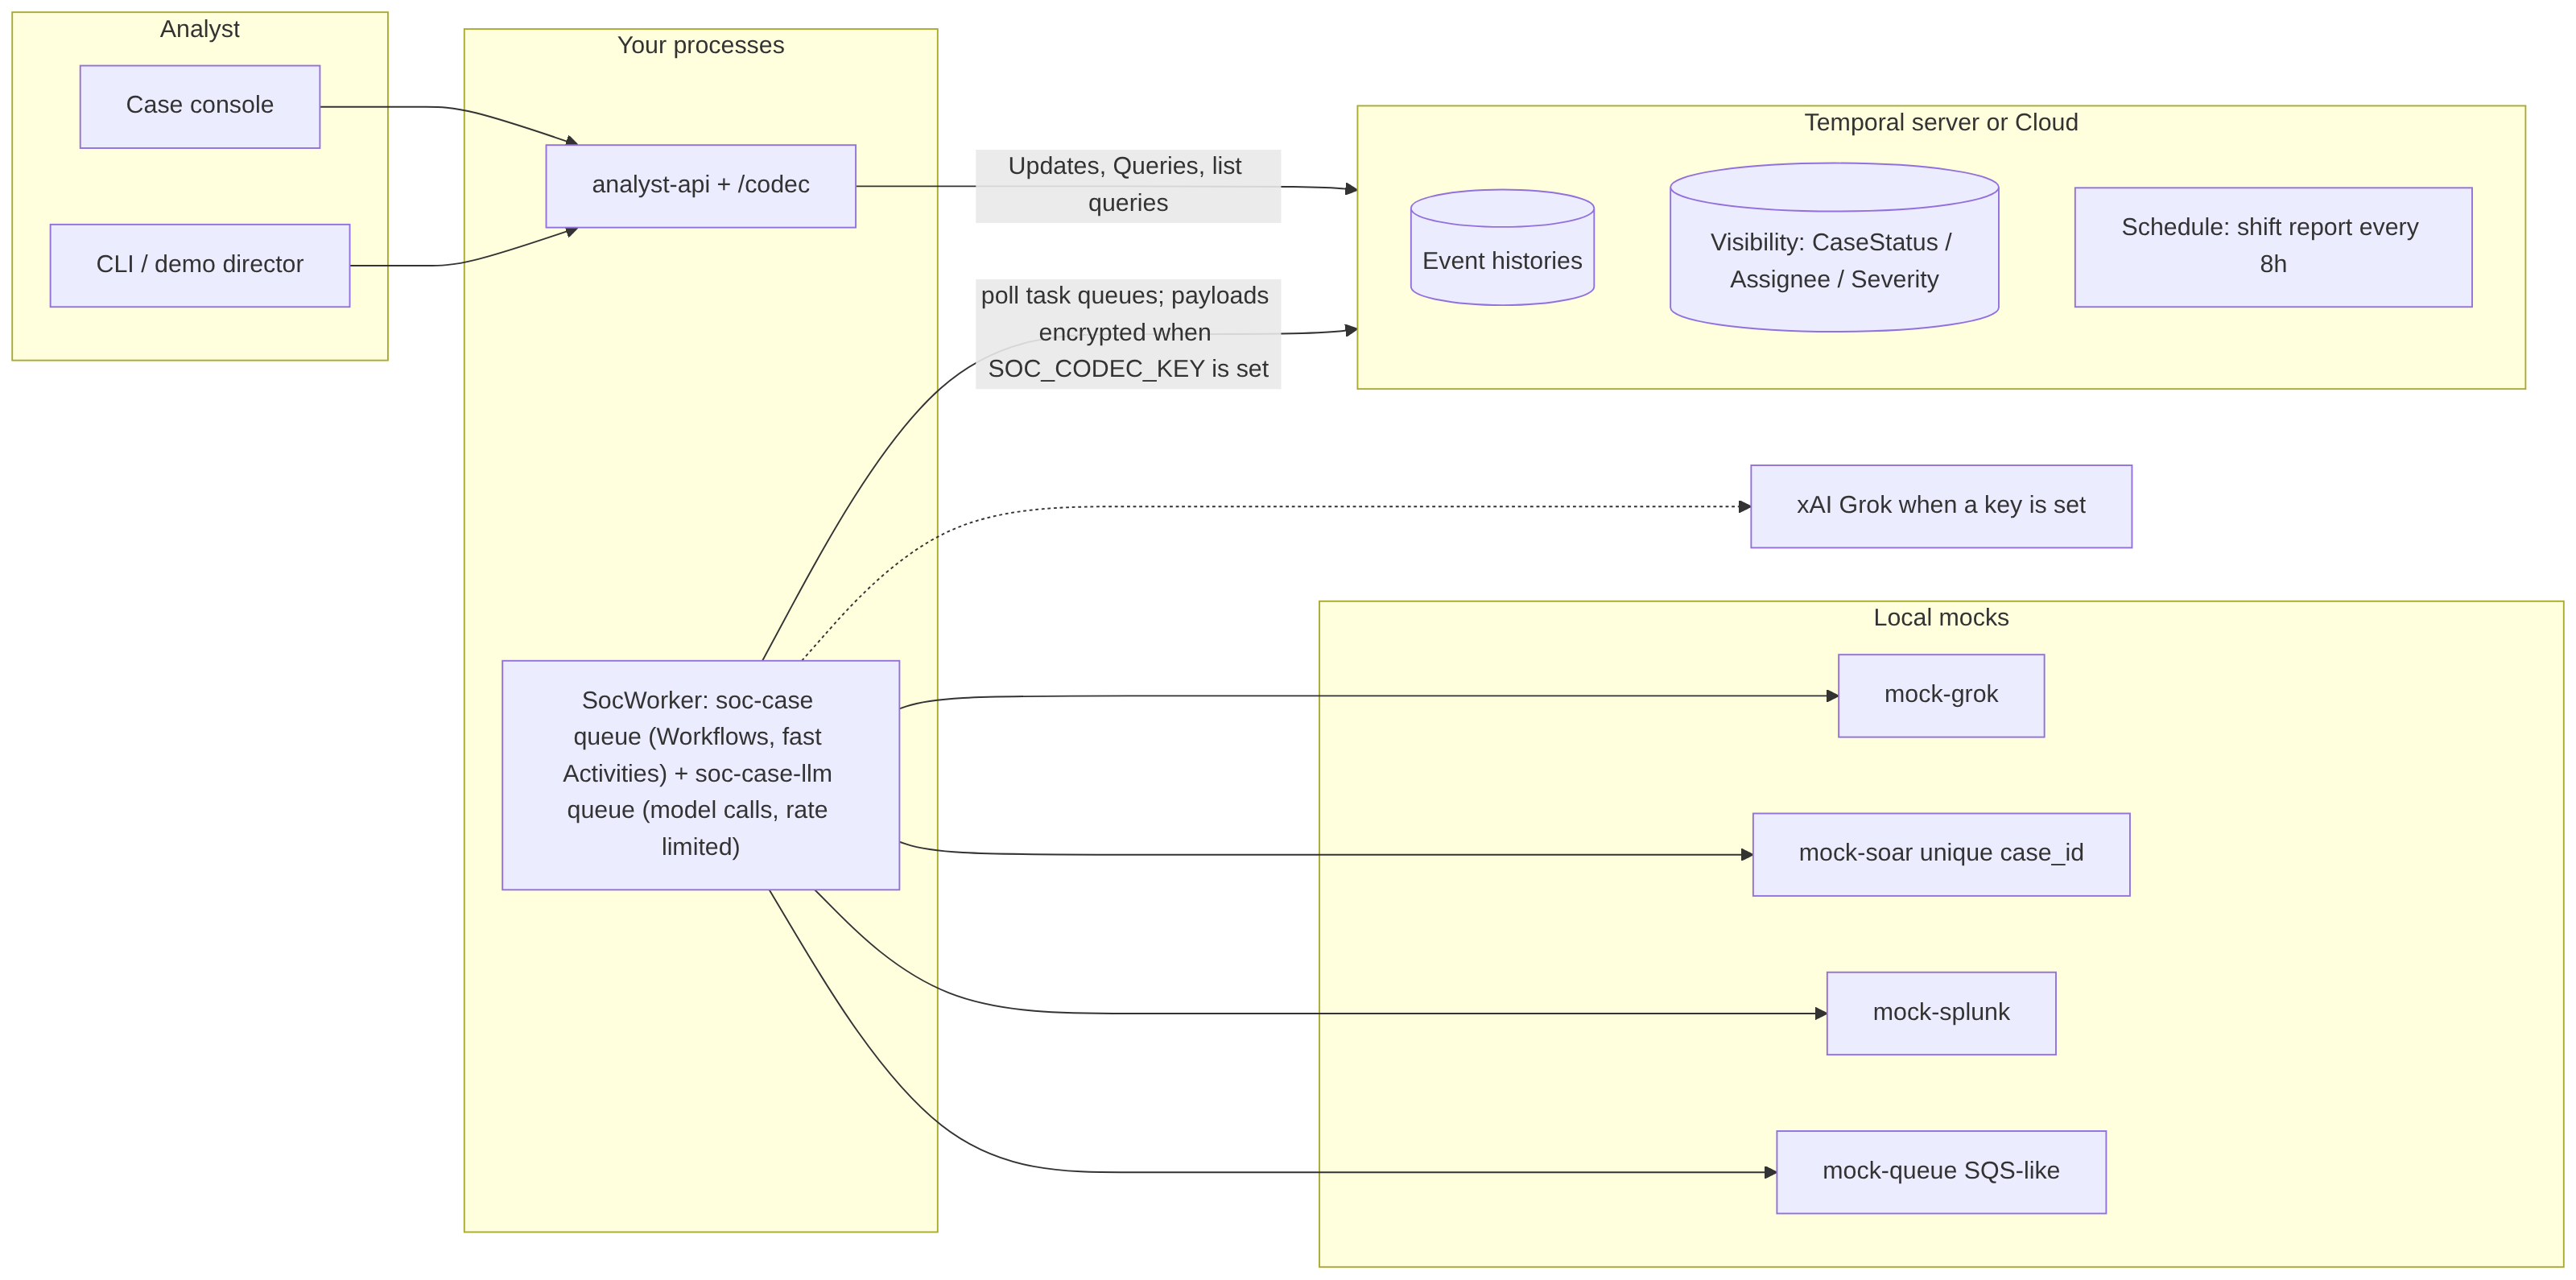 Analyst
Case console
CLI / demo director
Your processes
analyst-api + /codec
SocWorker: soc-case
queue (Workflows, fast
Activities) + soc-case-llm
queue (model calls, rate
limited)
Updates, Queries, list
queries
poll task queues; payloads
encrypted when
SOC_CODEC_KEY is set
Temporal server or Cloud
Event histories
Visibility: CaseStatus /
Assignee / Severity
Schedule: shift report every
8h
xAI Grok when a key is set
Local mocks
mock-grok
mock-soar unique case_id
mock-splunk
mock-queue SQS-like